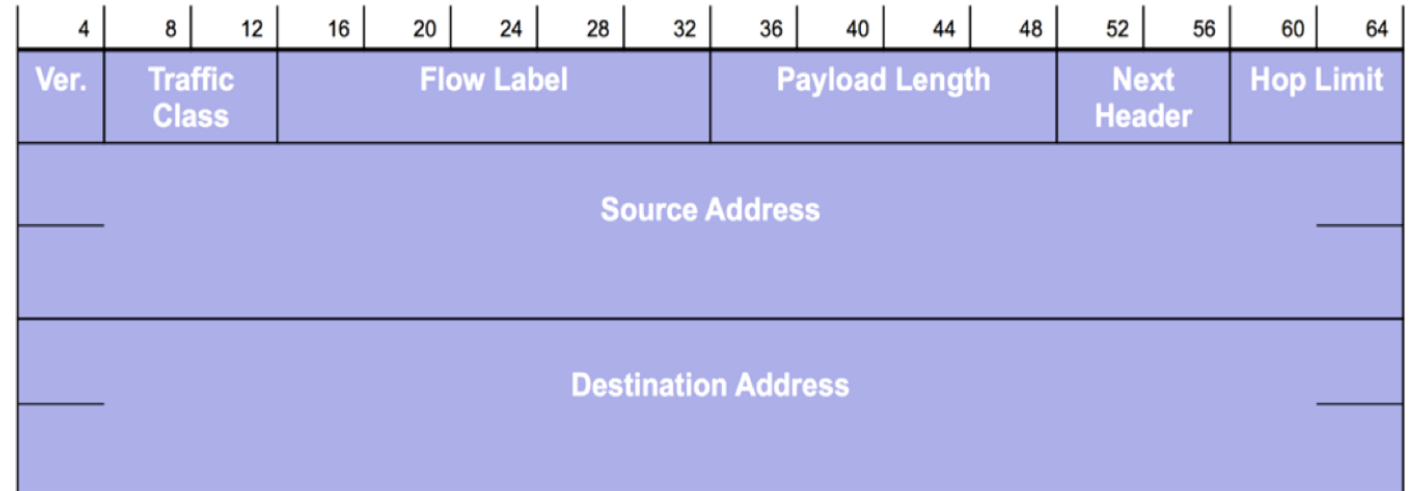 4 8 12 16 20 24 28 32 36 40 44 48 52 56 60 64
Ver. Traffic Flow Label Payload Length Next Hop Limit
Class Header
Source Address
Destination Address